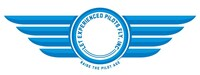 LET EXPERIENCED PILOTS FLY, INC.
RAISE THE PILOT AGE